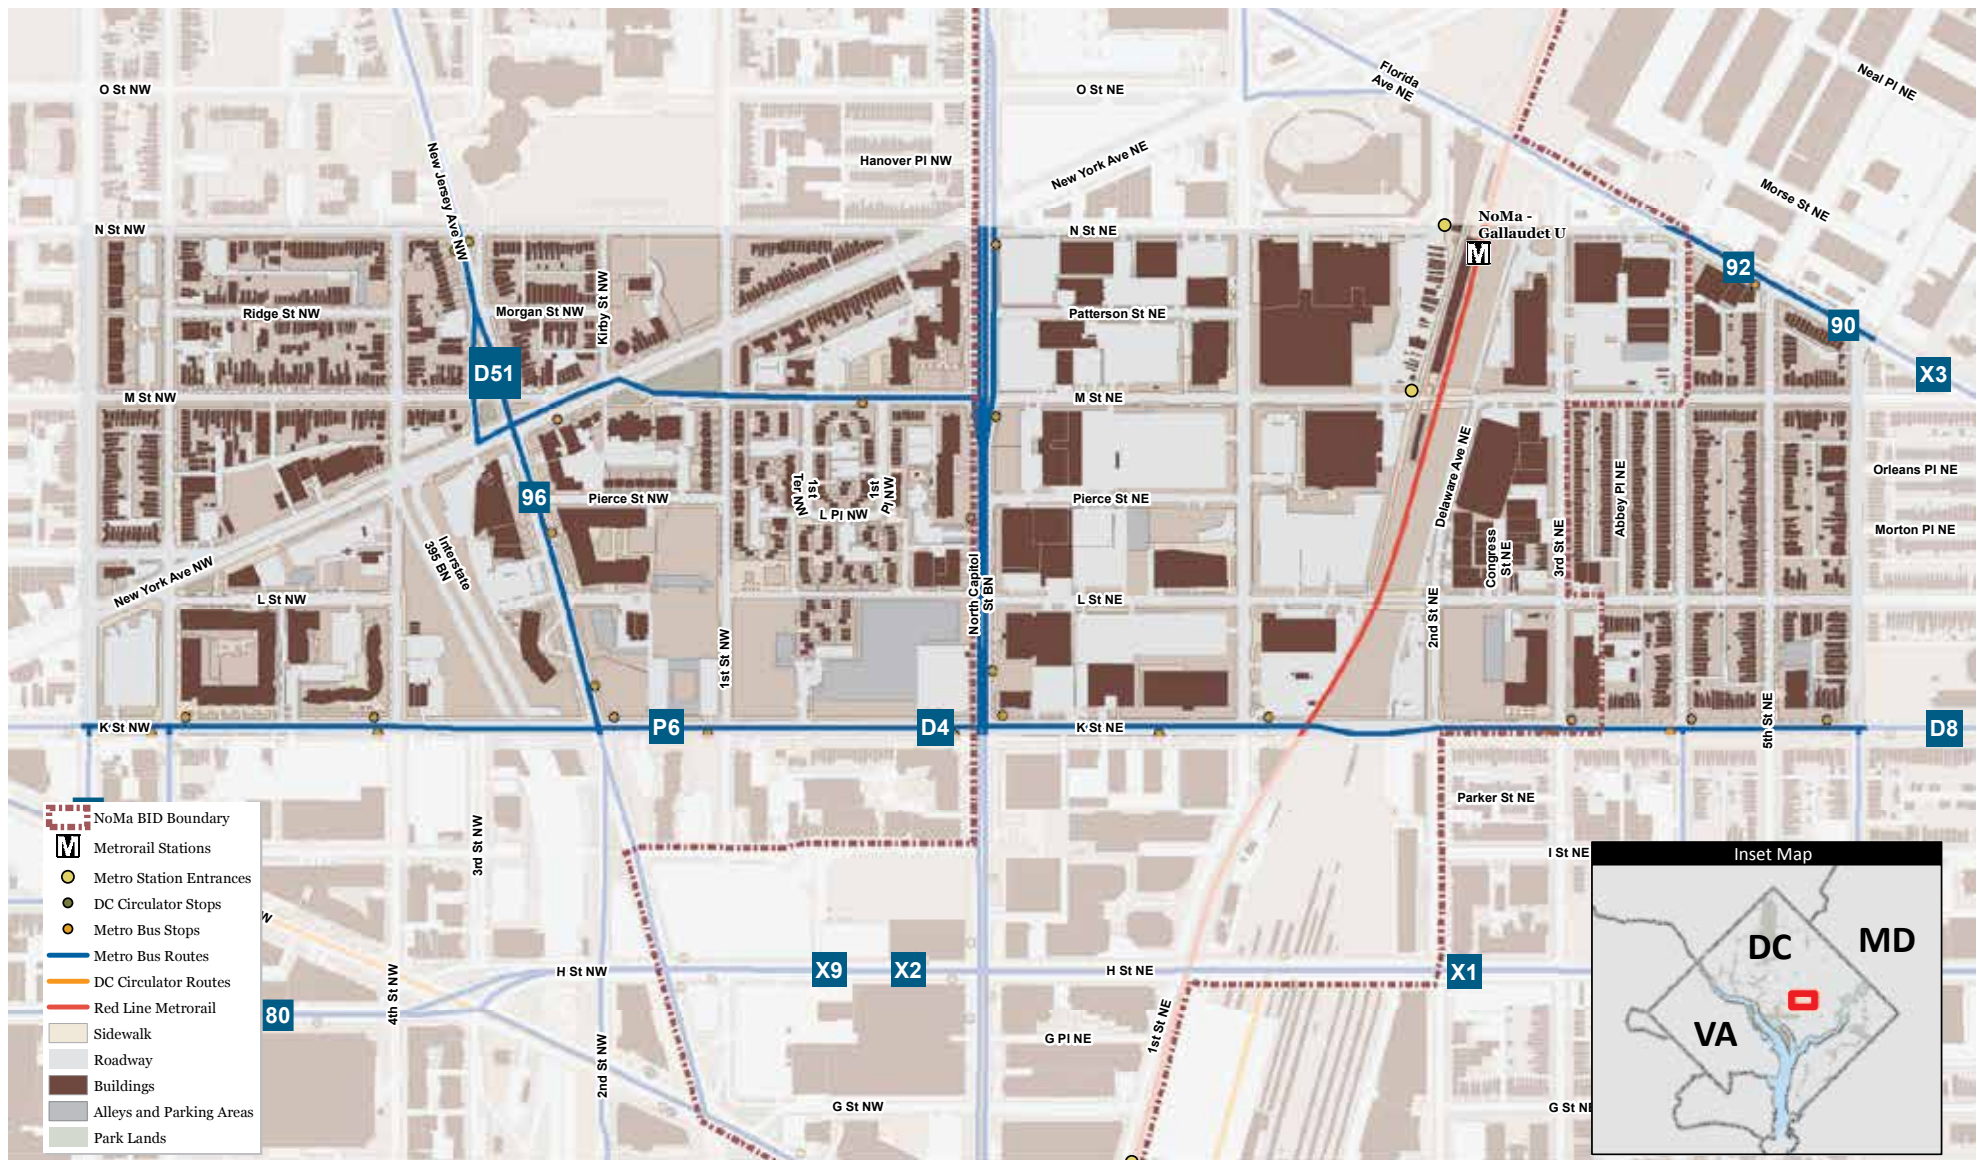 O St NW
O St NE
Florida
Ave NE
Neal Pl NE
New Jersey Ave NW
Hanover Pl NW
New York Ave NE
Morse St NE
N St NW
N St NE
NoMa -
Gallaudet U
M
92
Ridge St NW
Morgan St NW
Kirby St NW
Patterson St NE
90
D51
X3
M St NW
M St NE
Delaware Ave NE
Abbey Pl NE
Orleans Pl NE
96
Pierce St NW
1st
Ter NW
1st
Pl NW
L Pl NW
Pierce St NE
Morton Pl NE
Interstate
395 BN
New York Ave NW
North Capitol
St BN
Congress
St NE
3rd St NE
L St NW
L St NE
2nd St NE
1st St NW
K St NW
P6
D4
K St NE
5th St NE
D8
Parker St NE
3rd St NW
I St NE
H St NW
X9
X2
H St NE
X1
4th St NW
80
W
2nd St NW
G Pl NE
1st St NE
G St NW
G St NE
NoMa BID Boundary
M
Metrorail Stations
Metro Station Entrances
DC Circulator Stops
Metro Bus Stops
Metro Bus Routes
DC Circulator Routes
Red Line Metrorail
Sidewalk
Roadway
Buildings
Alleys and Parking Areas
Park Lands
Inset Map
DC
MD
VA